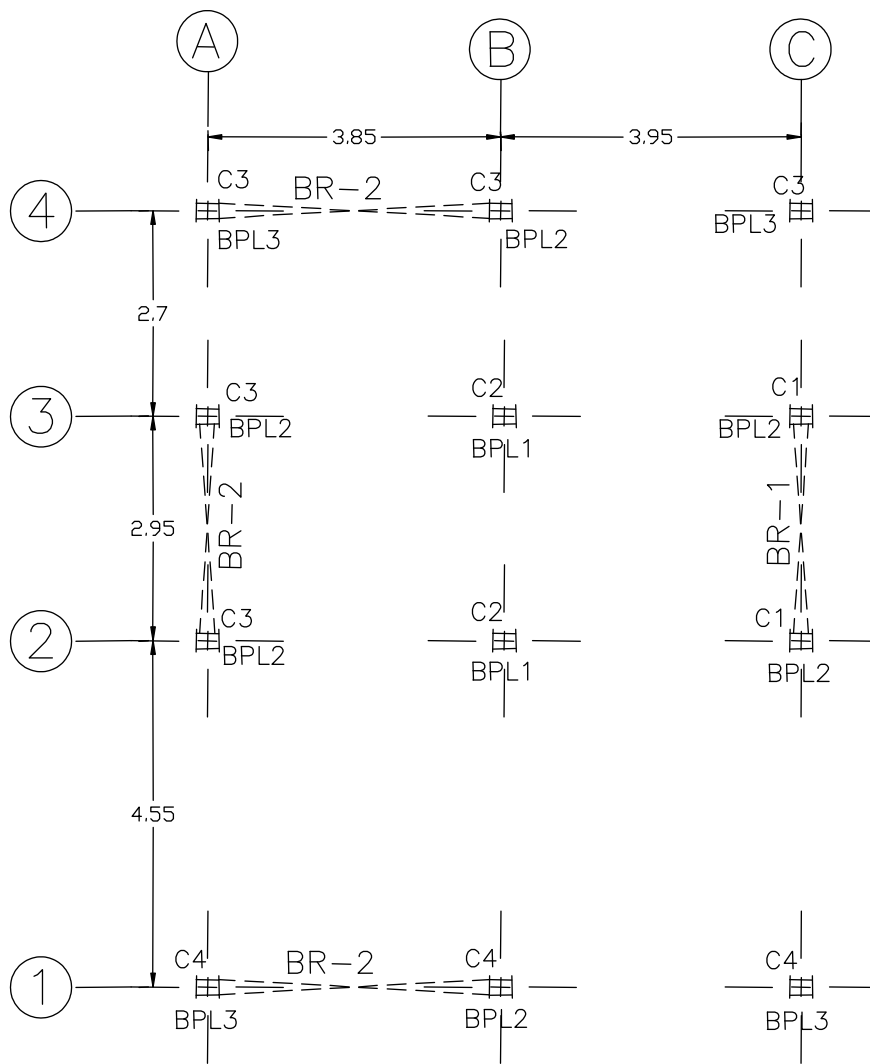 A B C
3.85 3.95
C3 BR-2 C3 C3
4
BPL3 BPL2 BPL3
2.7
C3 C2 C1
3
BPL2 BPL1 BPL2
2.95 BR-2 BR-1
C3 C2 C1
2
BPL2 BPL1 BPL2
4.55
C4 BR-2 C4 C4
1
BPL3 BPL2 BPL3